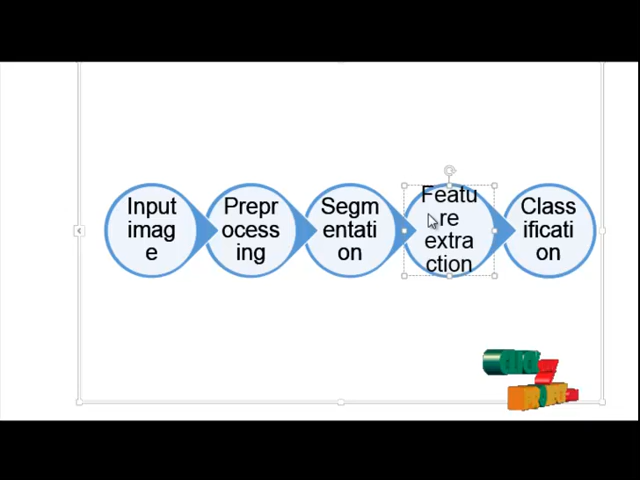 Input
imag
e
Prepr
ocess
ing
Segm
entati
on
Featu
re
extra
ction
Class
ificati
on